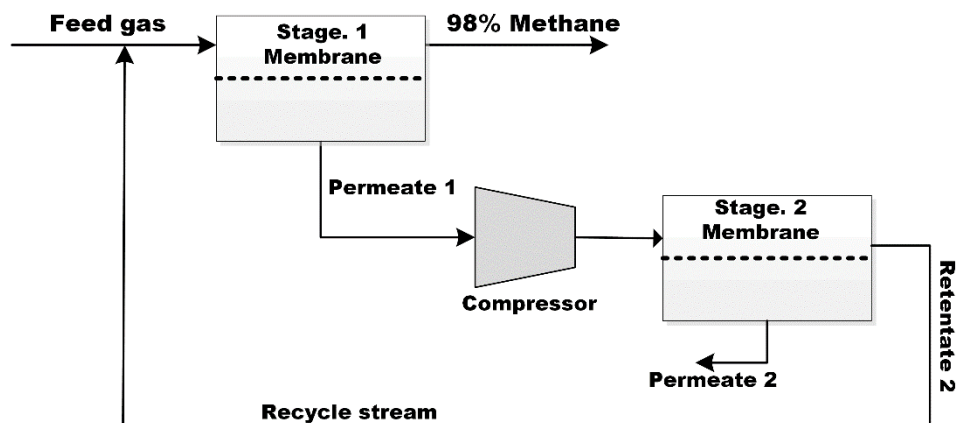 Feed gas
Stage. 1
Membrane
98% Methane
Permeate 1
Compressor
Stage. 2
Membrane
Retentate 2
Permeate 2
Recycle stream